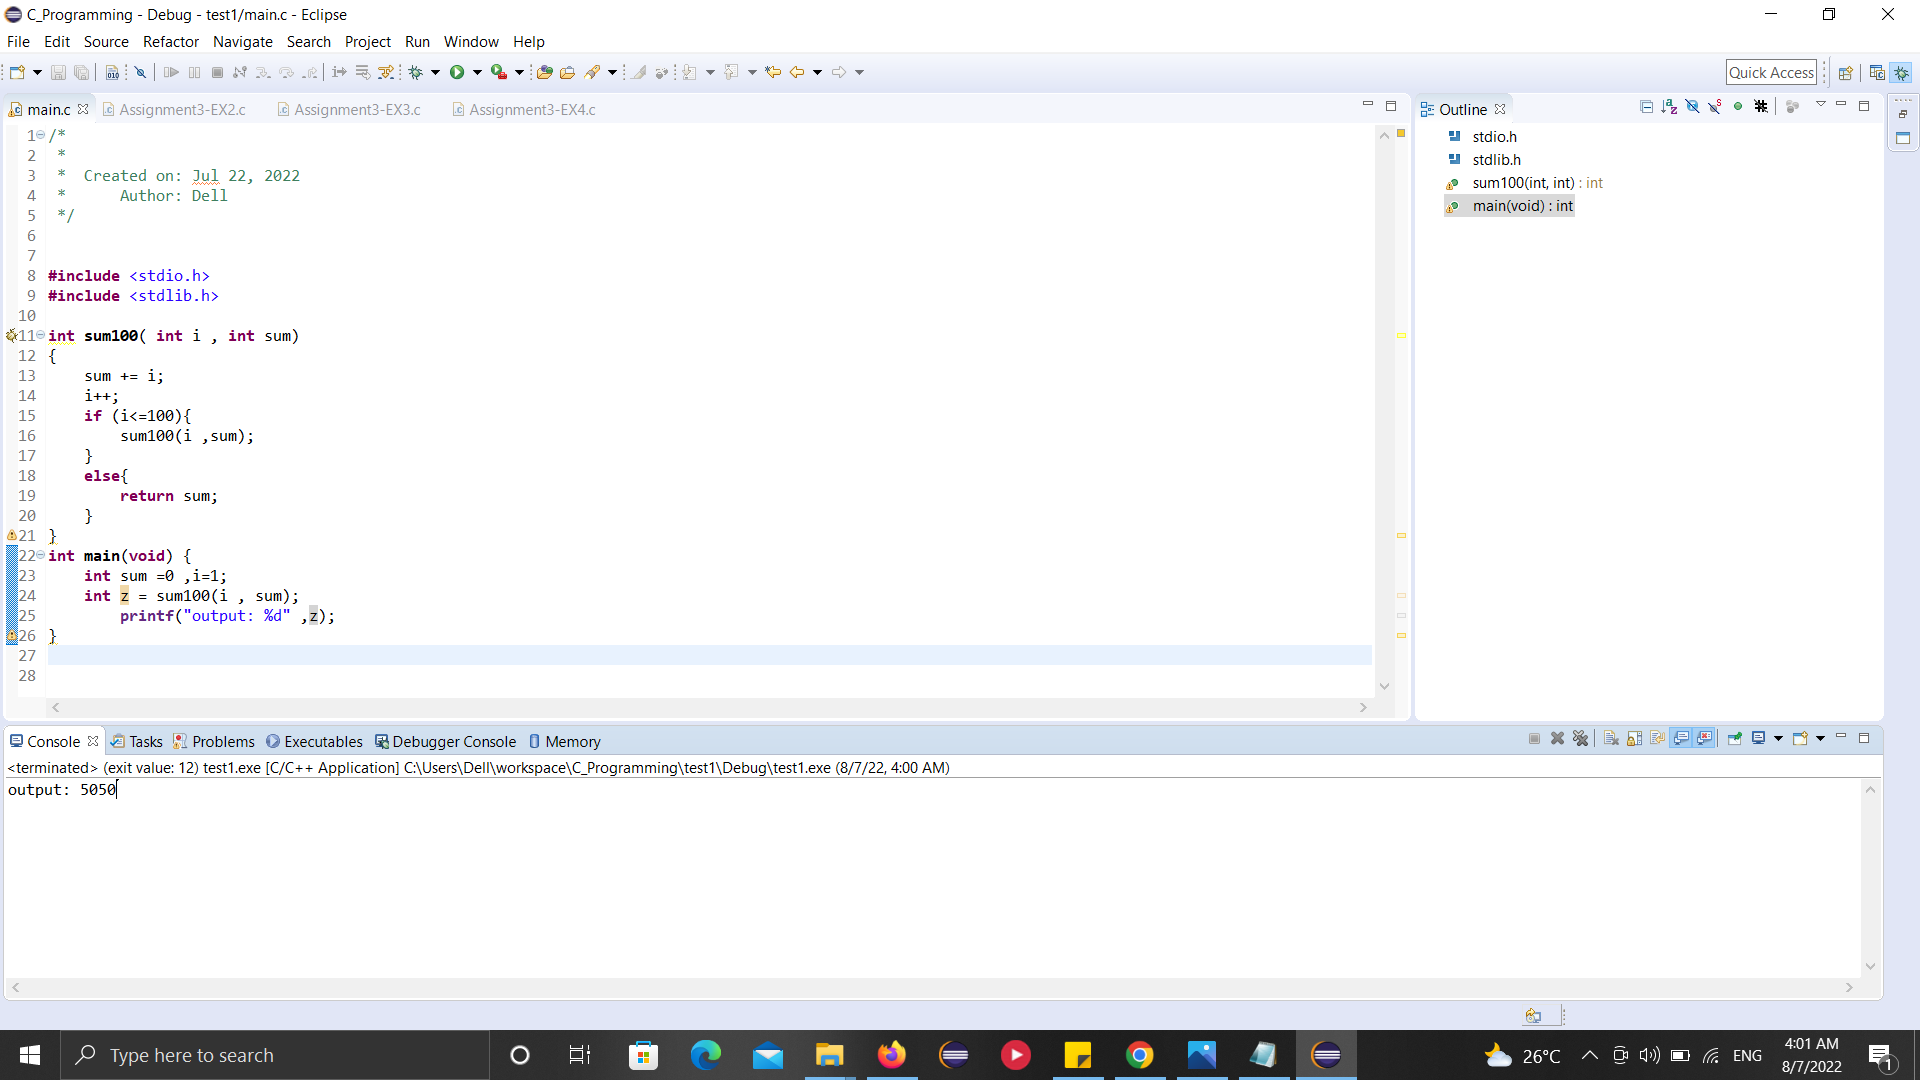 C_Programming - Debug - test1/main.c - Eclipse
File Edit Source Refactor Navigate Search Project Run Window Help
Quick Access
main.c Assignment3-EX2.c Assignment3-EX3.c Assignment3-EX4.c
Outline
stdio.h
stdlib.h
sum100(int, int) : int
main(void) : int
1 /*
2  *
3  *  Created on: Jul 22, 2022
4  *      Author: Dell
5  */
6
7
8 #include <stdio.h>
9 #include <stdlib.h>
10
11 int sum100( int i , int sum)
12 {
13     sum += i;
14     i++;
15     if (i<=100){
16         sum100(i ,sum);
17     }
18     else{
19         return sum;
20     }
21 }
22 int main(void) {
23     int sum =0 ,i=1;
24     int z = sum100(i , sum);
25         printf("output: %d" ,z);
26 }
27
28
Console Tasks Problems Executables Debugger Console Memory
<terminated> (exit value: 12) test1.exe [C/C++ Application] C:\Users\Dell\workspace\C_Programming\test1\Debug\test1.exe (8/7/22, 4:00 AM)
output: 5050
Type here to search
26°C
ENG
4:01 AM
8/7/2022
1